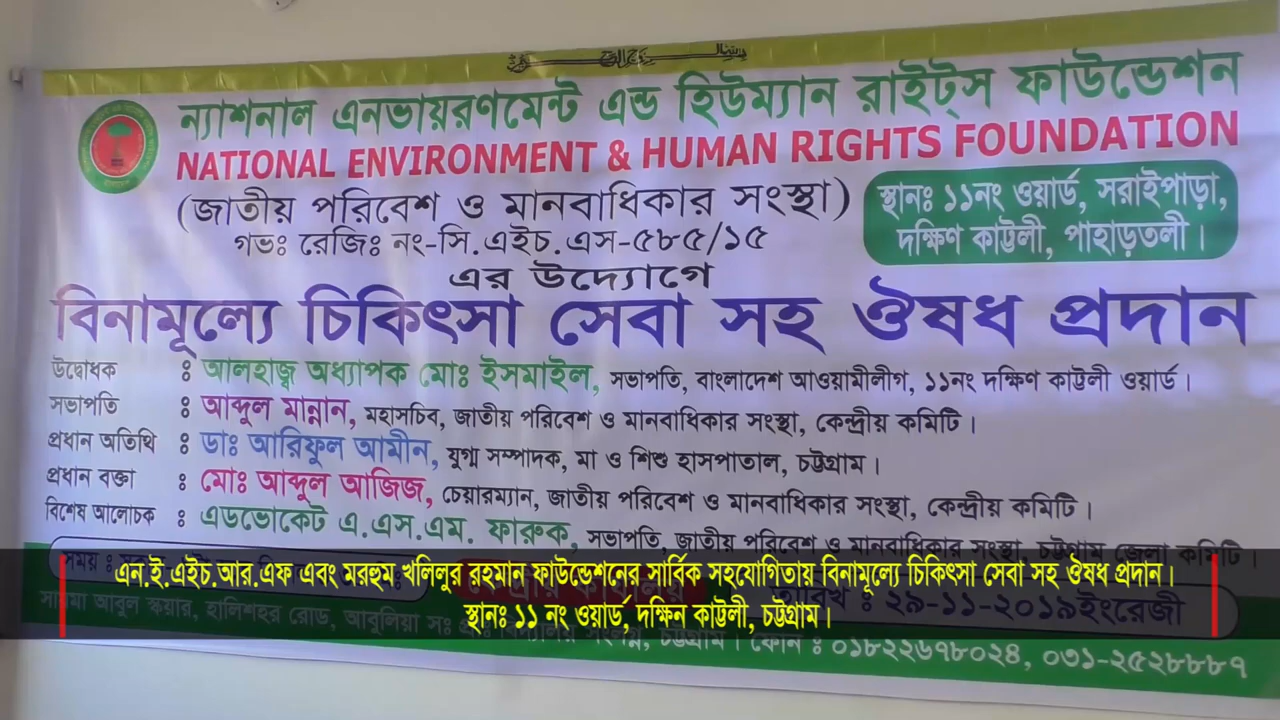 ন্যাশনাল এনভায়রণমেন্ট এন্ড হিউম্যান রাইট্স ফাউন্ডেশন
NATIONAL ENVIRONMENT & HUMAN RIGHTS FOUNDATION
(জাতীয় পরিবেশ ও মানবাধিকার সংস্থা)
গভঃ রেজিঃ নং-সি.এইচ.এস-৫৮৫/১৫
স্থানঃ ১১নং ওয়ার্ড, সরাইপাড়া,
দক্ষিণ কাট্টলী, পাহাড়তলী।
এর উদ্যোগে
বিনামূল্যে চিকিৎসা সেবা সহ ঔষধ প্রদান
উদ্বোধক ঃ আলহাজ্ব অধ্যাপক মোঃ ইসমাইল, সভাপতি, বাংলাদেশ আওয়ামীলীগ, ১১নং দক্ষিণ কাট্টলী ওয়ার্ড।
সভাপতি ঃ আব্দুল মান্নান, মহাসচিব, জাতীয় পরিবেশ ও মানবাধিকার সংস্থা, কেন্দ্রীয় কমিটি।
প্রধান অতিথি ঃ ডাঃ আরিফুল আমীন, যুগ্ম সম্পাদক, মা ও শিশু হাসপাতাল, চট্টগ্রাম।
প্রধান বক্তা ঃ মোঃ আব্দুল আজিজ, চেয়ারম্যান, জাতীয় পরিবেশ ও মানবাধিকার সংস্থা, কেন্দ্রীয় কমিটি।
বিশেষ আলোচক ঃ এডভোকেট এ.এস.এম. ফারুক, সভাপতি, জাতীয় পরিবেশ ও মানবাধিকার সংস্থা, চট্টগ্রাম জেলা কমিটি।
এন.ই.এইচ.আর.এফ এবং মরহুম খলিলুর রহমান ফাউন্ডেশনের সার্বিক সহযোগিতায় বিনামূল্যে চিকিৎসা সেবা সহ ঔষধ প্রদান।
স্থানঃ ১১ নং ওয়ার্ড, দক্ষিন কাট্টলী, চট্টগ্রাম।
তারিখ : ২৯-১১-২০১৯ইংরেজী
আবুল স্কয়ার, হালিশহর রোড, চট্টগ্রাম। ফোন ঃ ০১৮২২৬৭৮০২৪, ০৩১-২৫২৮৮৮৭